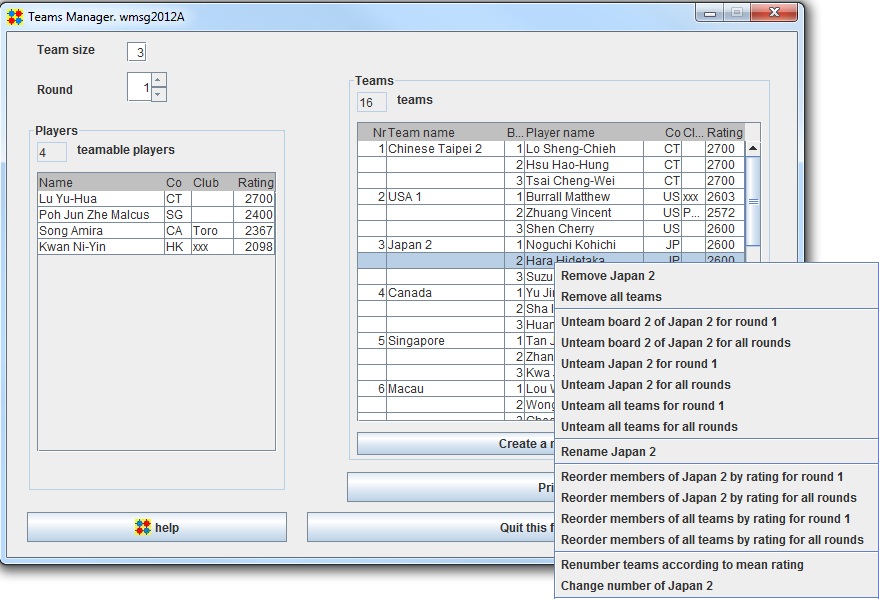 Teams Manager. wmsg2012A
Team size 3
Round 1
Players
4 teamable players
Name Co Club Rating
Lu Yu-Hua CT 2700
Poh Jun Zhe Malcus SG 2400
Song Amira CA Toro 2367
Kwan Ni-Yin HK xxx 2098
help
Teams
16 teams
Nr Team name B... Player name Co Cl... Rating
1 Chinese Taipei 2 1 Lo Sheng-Chieh CT 2700
2 Hsu Hao-Hung CT 2700
3 Tsai Cheng-Wei CT 2700
2 USA 1 1 Burrall Matthew US xxx 2603
2 Zhuang Vincent US P... 2572
3 Shen Cherry US 2600
3 Japan 2 1 Noguchi Kohichi JP 2600
2 Hara Hidetaka JP 2600
3 Suzu
4 Canada 1 Yu Ji
2 Sha
3 Huan
5 Singapore 1 Tan
2 Zhan
3 Kwa
6 Macau 1 Lou
2 Wong
Create a
Pri
Quit this f
Remove Japan 2
Remove all teams
Unteam board 2 of Japan 2 for round 1
Unteam board 2 of Japan 2 for all rounds
Unteam Japan 2 for round 1
Unteam Japan 2 for all rounds
Unteam all teams for round 1
Unteam all teams for all rounds
Rename Japan 2
Reorder members of Japan 2 by rating for round 1
Reorder members of Japan 2 by rating for all rounds
Reorder members of all teams by rating for round 1
Reorder members of all teams by rating for all rounds
Renumber teams according to mean rating
Change number of Japan 2